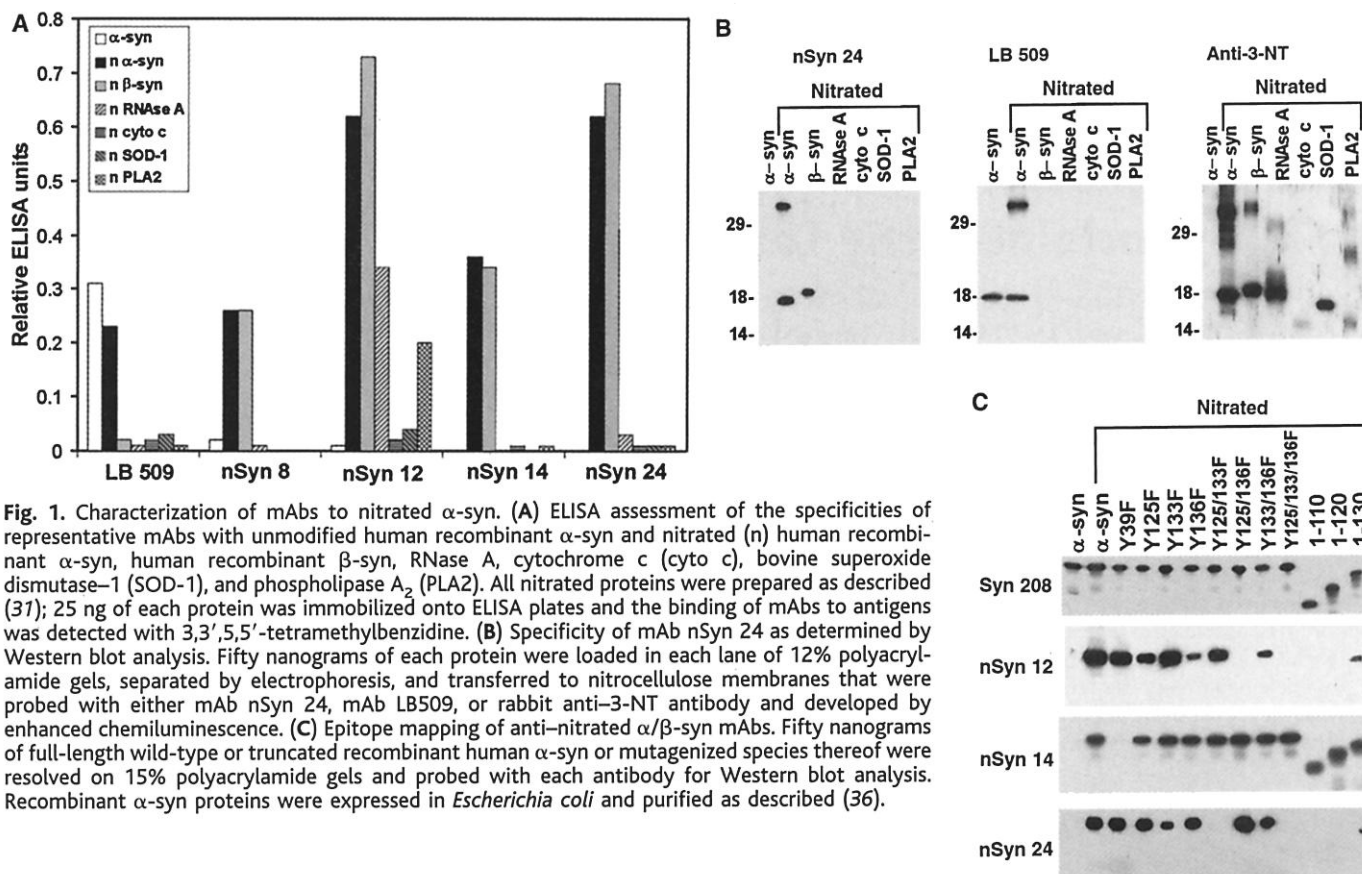 A
0.8
0.7
0.6
0.5
0.4
0.3
0.2
0.1
0
Relative ELISA units
α-syn
n α-syn
n β-syn
n RNAse A
n cyto c
n SOD-1
n PLA2
LB 509
nSyn 8
nSyn 12
nSyn 14
nSyn 24
B
nSyn 24
Nitrated
α-syn
α-syn
β-syn
RNAse A
cyto c
SOD-1
PLA2
29-
18-
14-
LB 509
Nitrated
α-syn
α-syn
β-syn
RNAse A
cyto c
SOD-1
PLA2
29-
18-
14-
Anti-3-NT
Nitrated
α-syn
α-syn
β-syn
RNAse A
cyto c
SOD-1
PLA2
29-
18-
14-
C
Nitrated
α-syn
α-syn
Y39F
Y125F
Y133F
Y136F
Y125/133F
Y125/136F
Y133/136F
Y125/133/136F
1-110
1-120
1-130
Syn 208
nSyn 12
nSyn 14
nSyn 24
Fig. 1. Characterization of mAbs to nitrated α-syn. (A) ELISA assessment of the specificities of
representative mAbs with unmodified human recombinant α-syn and nitrated (n) human recombi-
nant α-syn, human recombinant β-syn, RNase A, cytochrome c (cyto c), bovine superoxide
dismutase–1 (SOD-1), and phospholipase A₂ (PLA2). All nitrated proteins were prepared as described
(31); 25 ng of each protein was immobilized onto ELISA plates and the binding of mAbs to antigens
was detected with 3,3′,5,5′-tetramethylbenzidine. (B) Specificity of mAb nSyn 24 as determined by
Western blot analysis. Fifty nanograms of each protein were loaded in each lane of 12% polyacryl-
amide gels, separated by electrophoresis, and transferred to nitrocellulose membranes that were
probed with either mAb nSyn 24, mAb LB509, or rabbit anti–3-NT antibody and developed by
enhanced chemiluminescence. (C) Epitope mapping of anti–nitrated α/β-syn mAbs. Fifty nanograms
of full-length wild-type or truncated recombinant human α-syn or mutagenized species thereof were
resolved on 15% polyacrylamide gels and probed with each antibody for Western blot analysis.
Recombinant α-syn proteins were expressed in Escherichia coli and purified as described (36).